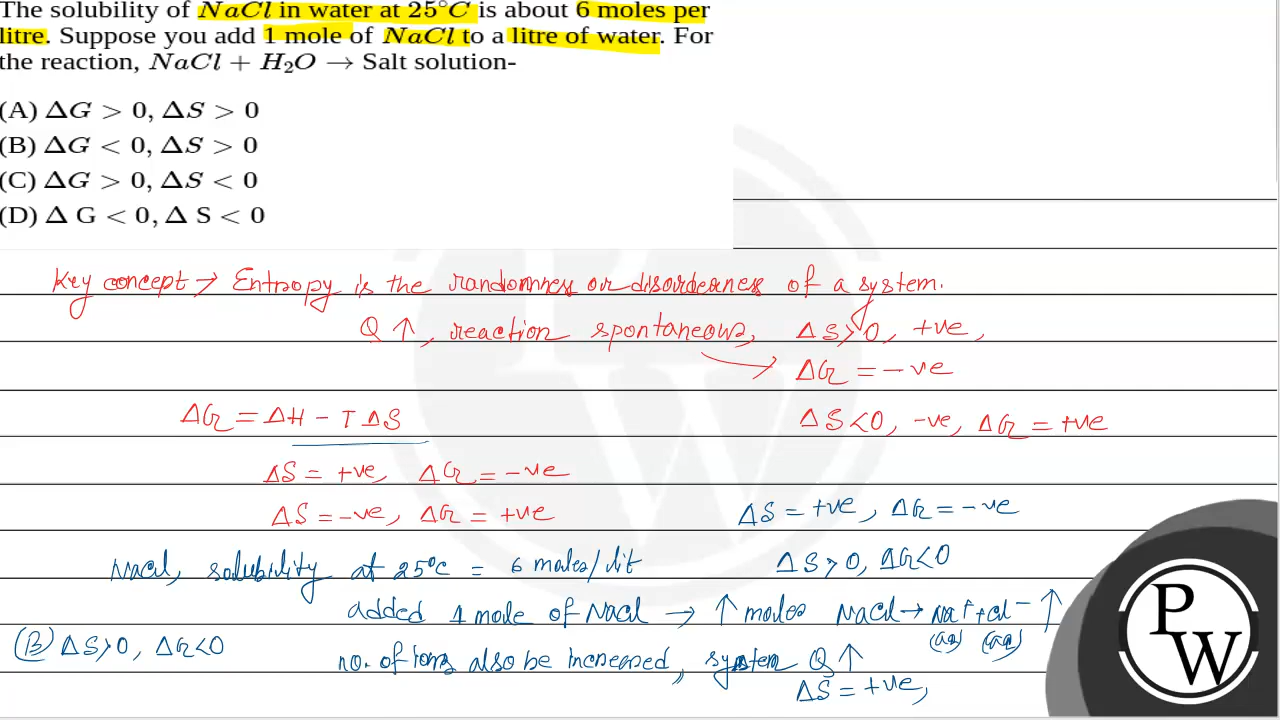 The solubility of NaCl in water at 25°C is about 6 moles per
litre. Suppose you add 1 mole of NaCl to a litre of water. For
the reaction, NaCl + H₂O → Salt solution-
(A) ΔG > 0, ΔS > 0
(B) ΔG < 0, ΔS > 0
(C) ΔG > 0, ΔS < 0
(D) Δ G < 0, Δ S < 0
Key concept → Entropy is the randomness or disorderness of a system.
Q ↑, reaction spontaneous, ΔS > 0, +ve,
→ ΔG = -ve
ΔG = ΔH - TΔS
ΔS < 0, -ve, ΔG = +ve
ΔS = +ve, ΔG = -ve
ΔS = -ve, ΔG = +ve
ΔS = +ve, ΔG = -ve
NaCl, solubility at 25°C = 6 moles/lit
ΔS > 0, ΔG < 0
added 1 mole of NaCl → ↑ moles NaCl → Na⁺ + Cl⁻ ↑
(aq) (aq)
(B) ΔS > 0, ΔG < 0
no. of ions also be increased, system Q ↑
ΔS = +ve,
P
W